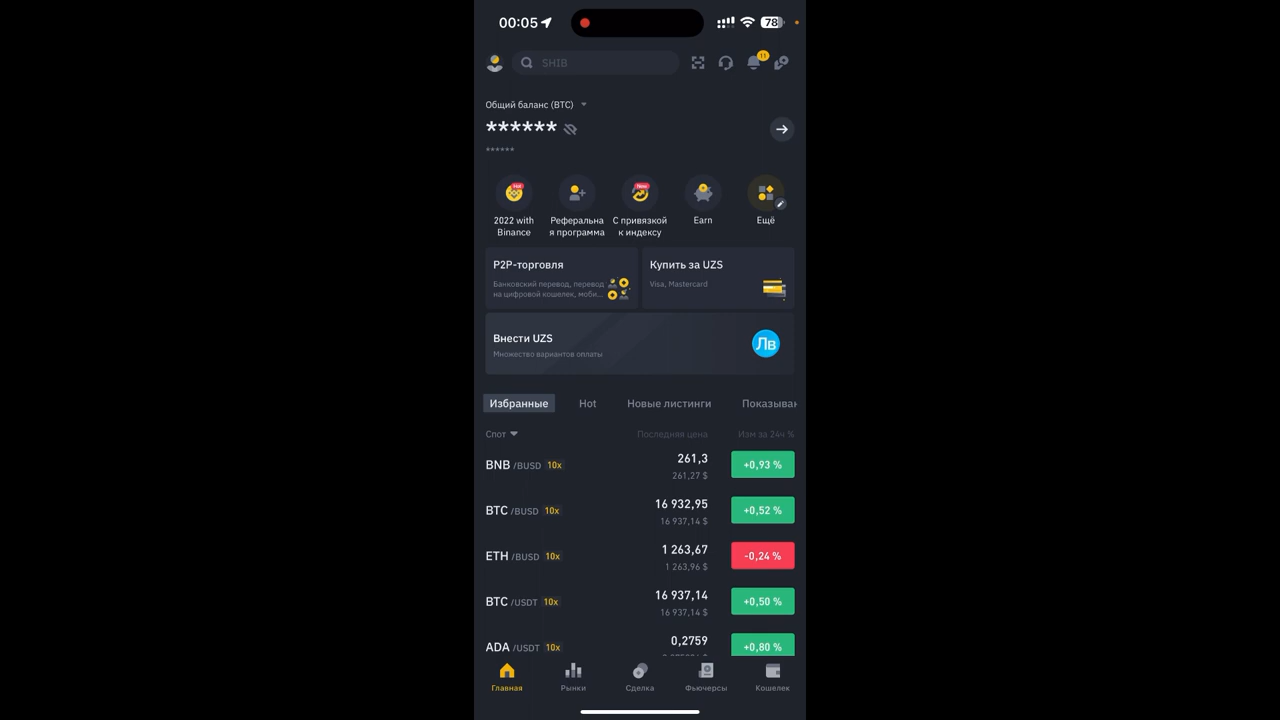 00:05
78
SHIB
11
Общий баланс (BTC)
******
******
Hot
New
2022 with
Binance
Реферальна
я программа
С привязкой
к индексу
Earn
Ещё
P2P-торговля
Банковский перевод, перевод
на цифровой кошелек, моби...
Купить за UZS
Visa, Mastercard
Внести UZS
Множество вариантов оплаты
Лв
Избранные
Hot
Новые листинги
Показыван
Спот
Последняя цена
Изм за 24ч %
BNB /BUSD 10x
261,3
261,27 $
+0,93 %
BTC /BUSD 10x
16 932,95
16 937,14 $
+0,52 %
ETH /BUSD 10x
1 263,67
1 263,96 $
-0,24 %
BTC /USDT 10x
16 937,14
16 937,14 $
+0,50 %
ADA /USDT 10x
0,2759
+0,80 %
Главная
Рынки
Сделка
Фьючерсы
Кошелек